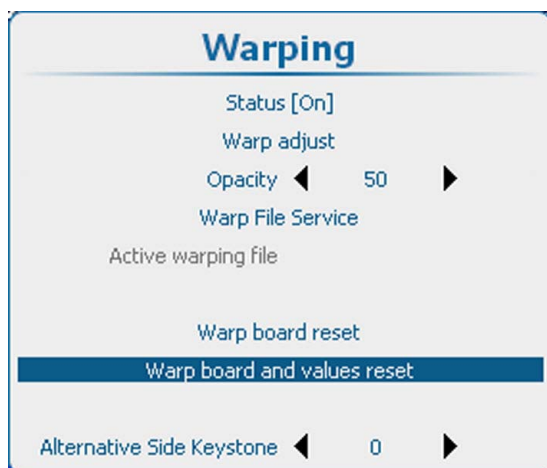 Warping
Status [On]
Warp adjust
Opacity 50
Warp File Service
Active warping file
Warp board reset
Warp board and values reset
Alternative Side Keystone 0